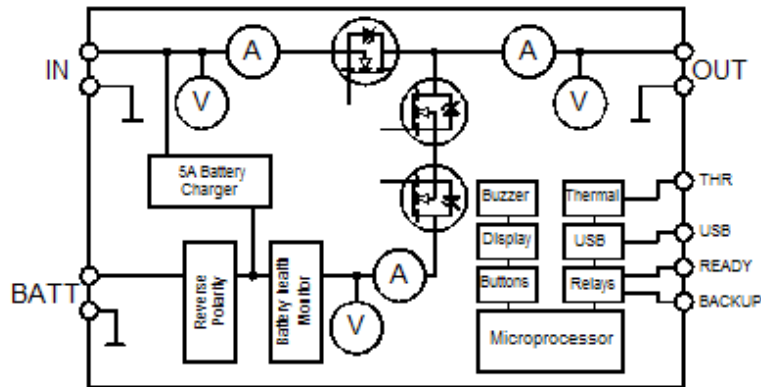 IN
A
V
A
V
OUT
5A Battery
Charger
Buzzer
Thermal
THR
Display
USB
USB
BATT
Reverse
Polarity
Battery health
Monitor
A
V
Buttons
Relays
READY
BACKUP
Microprocessor